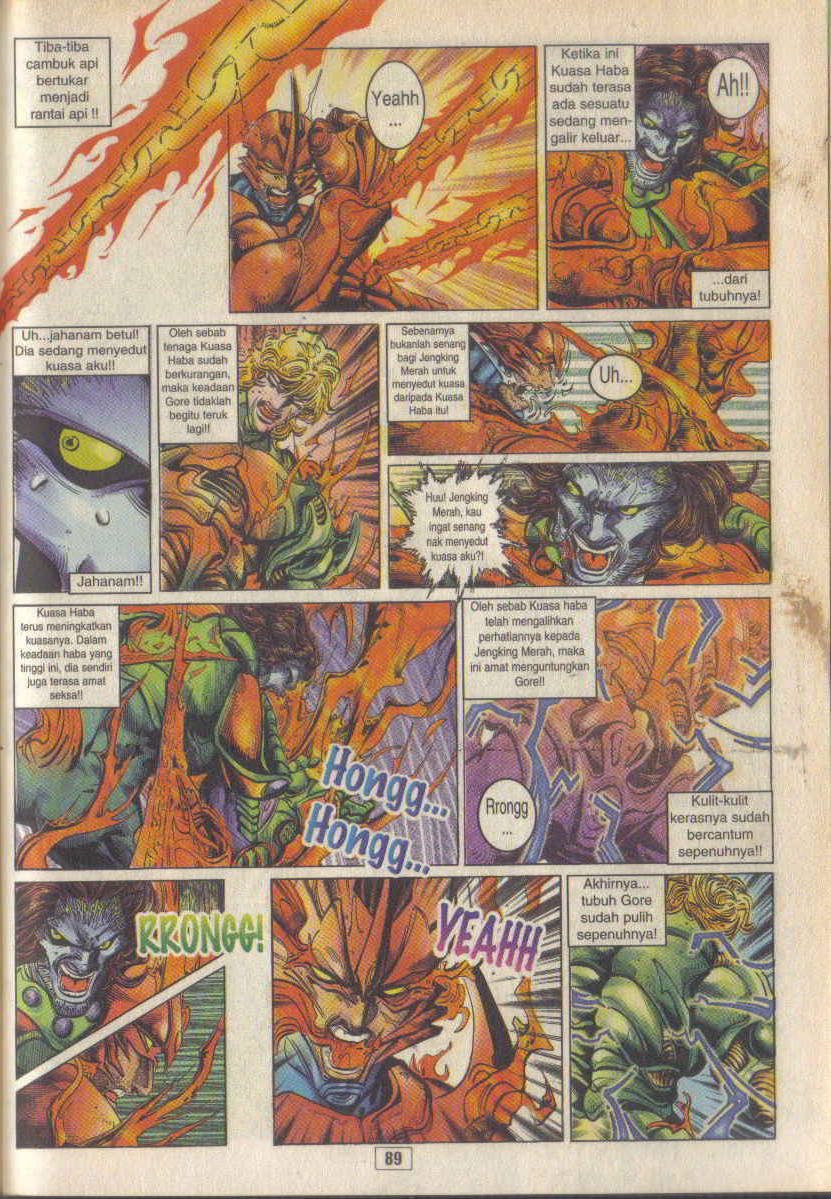 Tiba-tiba
cambuk api
bertukar
menjadi
rantai api !!
Yeahh
...
Ketika ini
Kuasa Haba
sudah terasa
ada sesuatu
sedang men-
galir keluar...
Ah!!
...dari
tubuhnya!
Uh...jahanam betul!
Dia sedang menyedut
kuasa aku!!
Jahanam!!
Oleh sebab
tenaga Kuasa
Haba sudah
berkurangan,
maka keadaan
Gore tidaklah
begitu teruk
lagi!!
Sebenarnya
bukanlah senang
bagi Jengking
Merah untuk
menyedut kuasa
daripada Kuasa
Haba itu!
Uh...
Huu! Jengking
Merah, kau
ingat senang
nak menyedut
kuasa aku?!
Kuasa Haba
terus meningkatkan
kuasanya. Dalam
keadaan haba yang
tinggi ini, dia sendiri
juga terasa amat
seksa!!
Hongg...
Hongg...
Oleh sebab Kuasa haba
telah mengalihkan
perhatiannya kepada
Jengking Merah, maka
ini amat menguntungkan
Gore!!
Rrongg
...
Kulit-kulit
kerasnya sudah
bercantum
sepenuhnya!!
RRONGG!
YEAHH
Akhirnya...
tubuh Gore
sudah pulih
sepenuhnya!
89